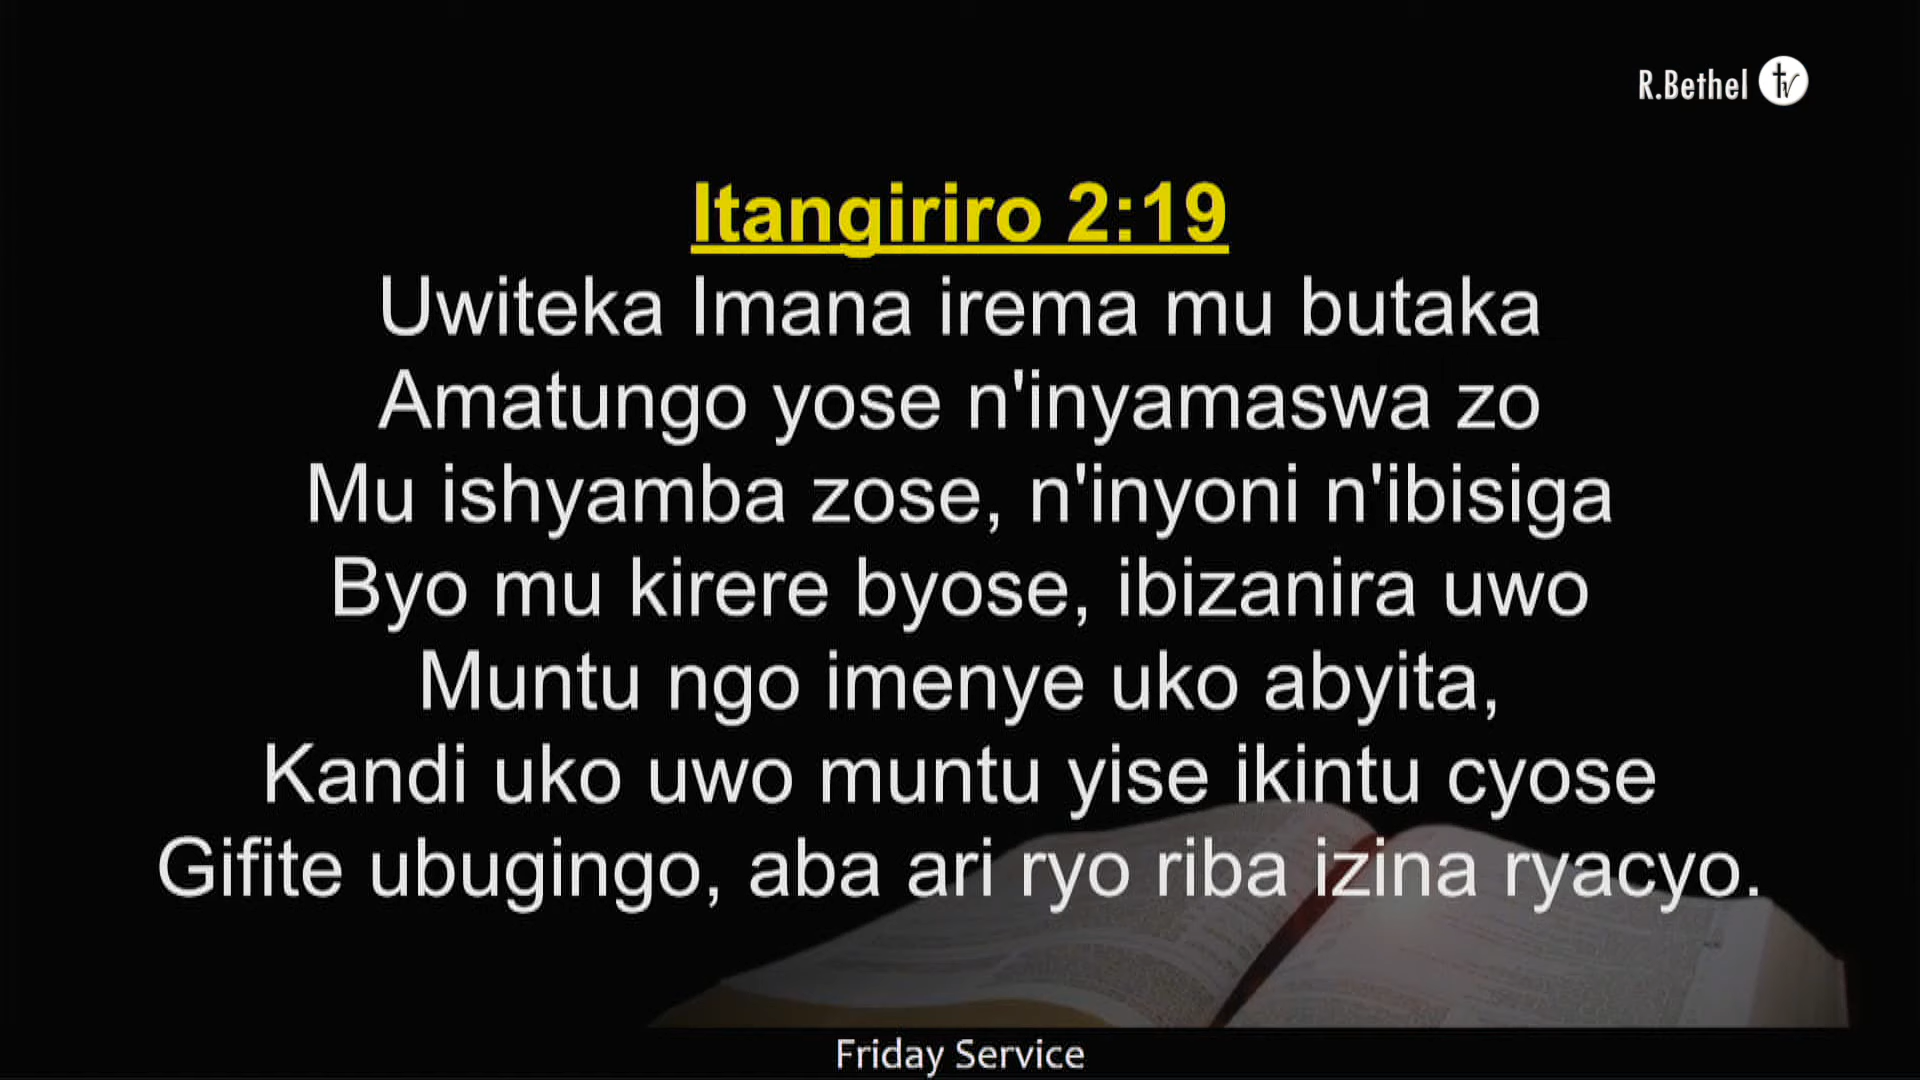 R.Bethel tv
Itangiriro 2:19
Uwiteka Imana irema mu butaka
Amatungo yose n'inyamaswa zo
Mu ishyamba zose, n'inyoni n'ibisiga
Byo mu kirere byose, ibizanira uwo
Muntu ngo imenye uko abyita,
Kandi uko uwo muntu yise ikintu cyose
Gifite ubugingo, aba ari ryo riba izina ryacyo.
Friday Service